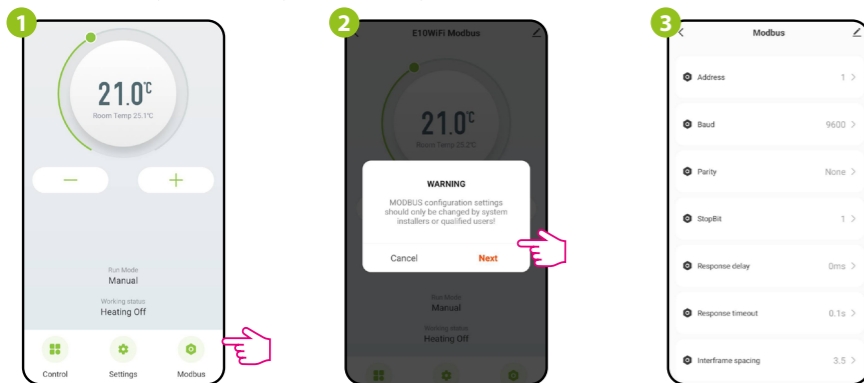 1
21.0°C
Room Temp 25.1°C
Run Mode
Manual
Working status
Heating Off
Control Settings Modbus
2
E10WiFi Modbus
21.0°C
Room Temp 25.2°C
WARNING
MODBUS configuration settings
should only be changed by system
installers or qualified users!
Cancel Next
Run Mode
Manual
Working status
Heating Off
3
Modbus
Address 1
Baud 9600
Parity None
StopBit 1
Response delay 0ms
Response timeout 0.1s
Interframe spacing 3.5